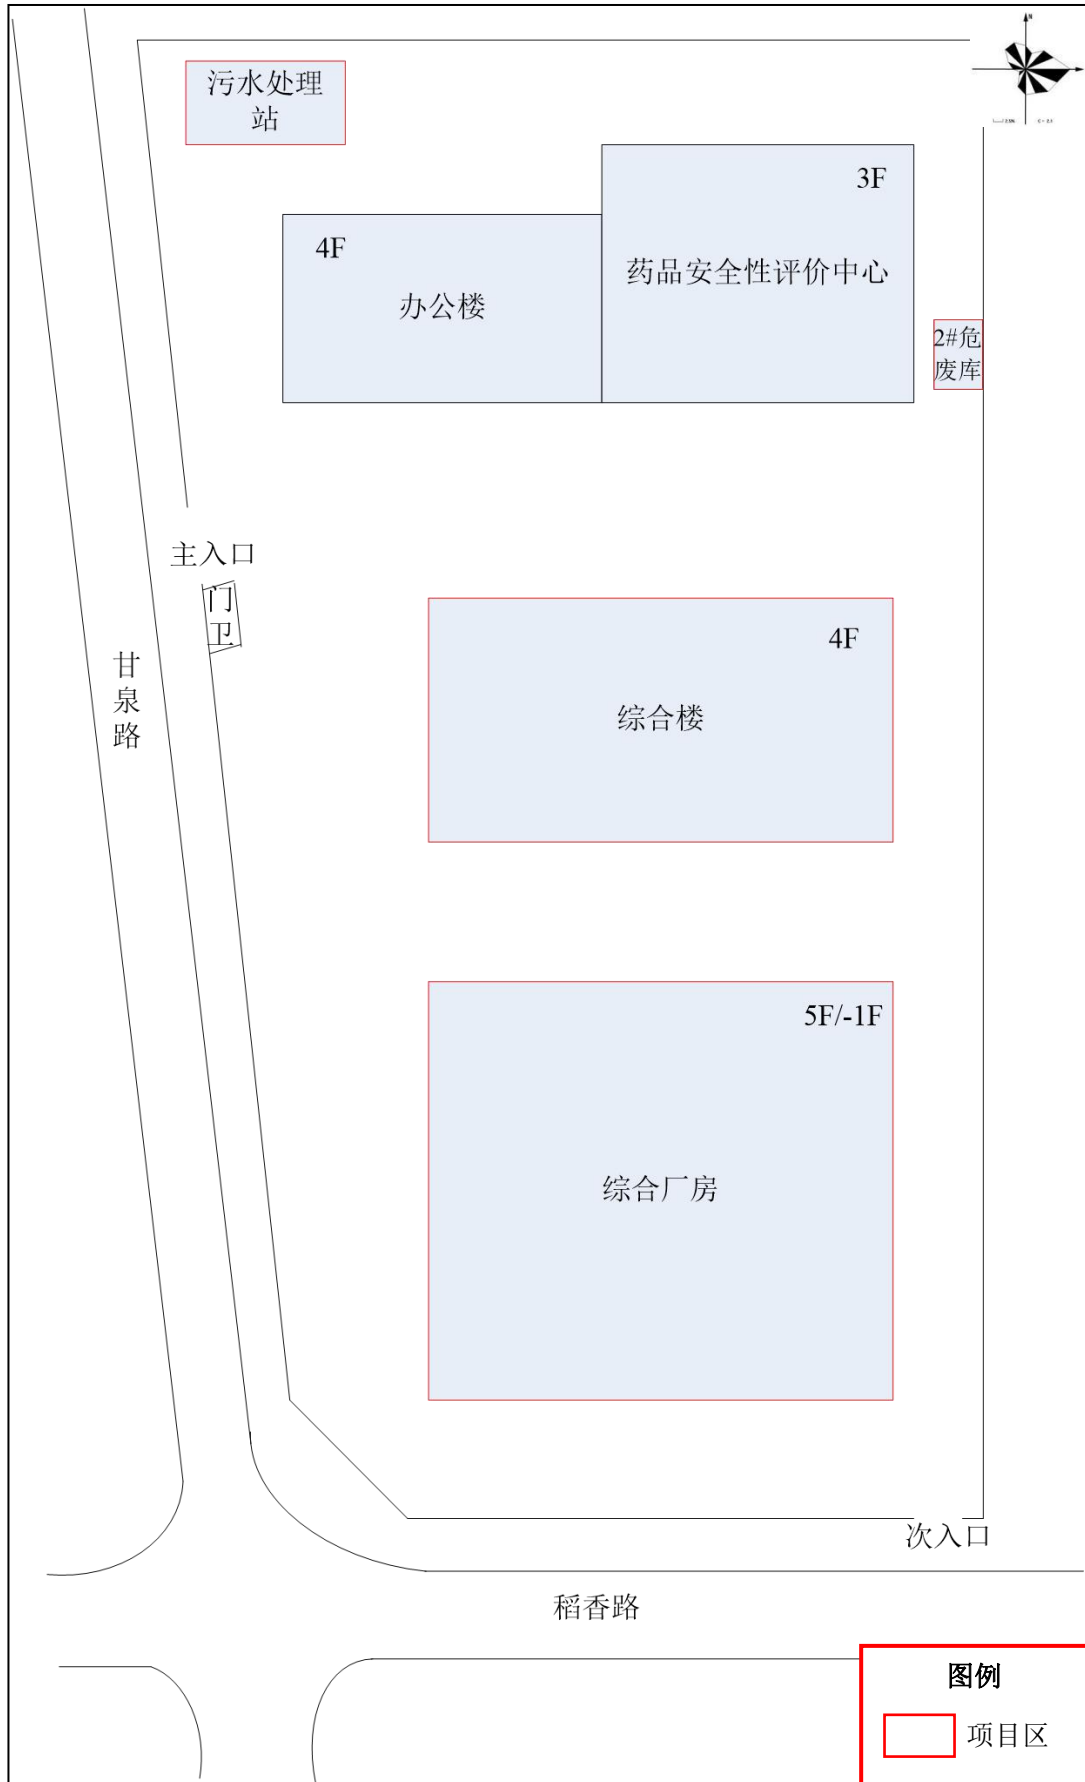 N
污水处理
站
3F
药品安全性评价中心
4F
办公楼
2#危
废库
主入口
门
卫
甘
泉
路
4F
综合楼
5F/-1F
综合厂房
次入口
稻香路
图例
项目区